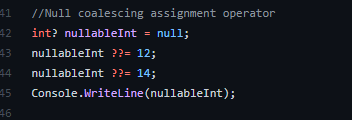 41 //Null coalescing assignment operator
42 int? nullableInt = null;
43 nullableInt ??= 12;
44 nullableInt ??= 14;
45 Console.WriteLine(nullableInt);
46